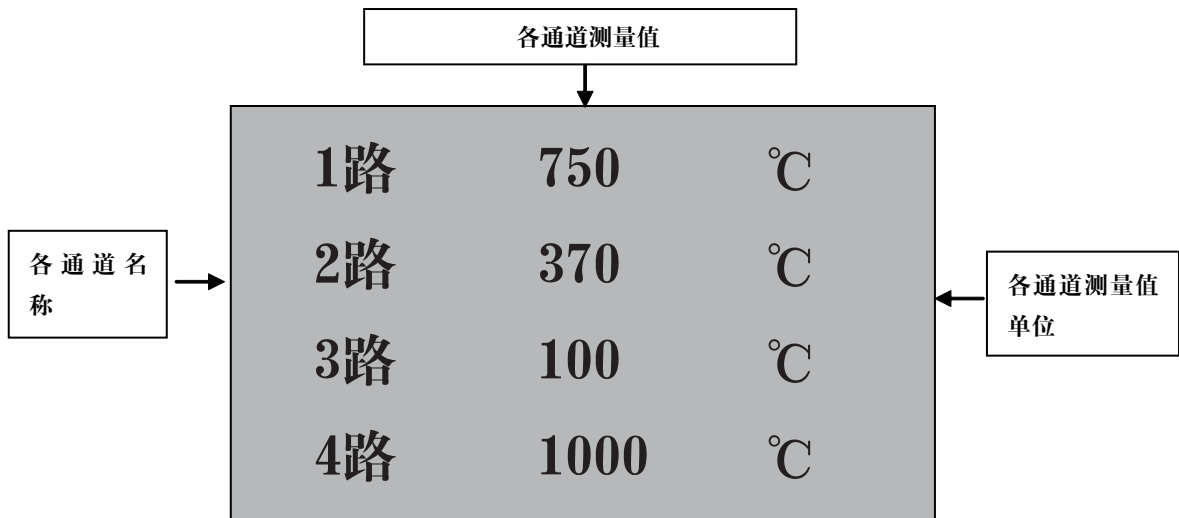 各通道测量值
1路 750 ℃
2路 370 ℃
各通道名
称
各通道测量值
单位
3路 100 ℃
4路 1000 ℃